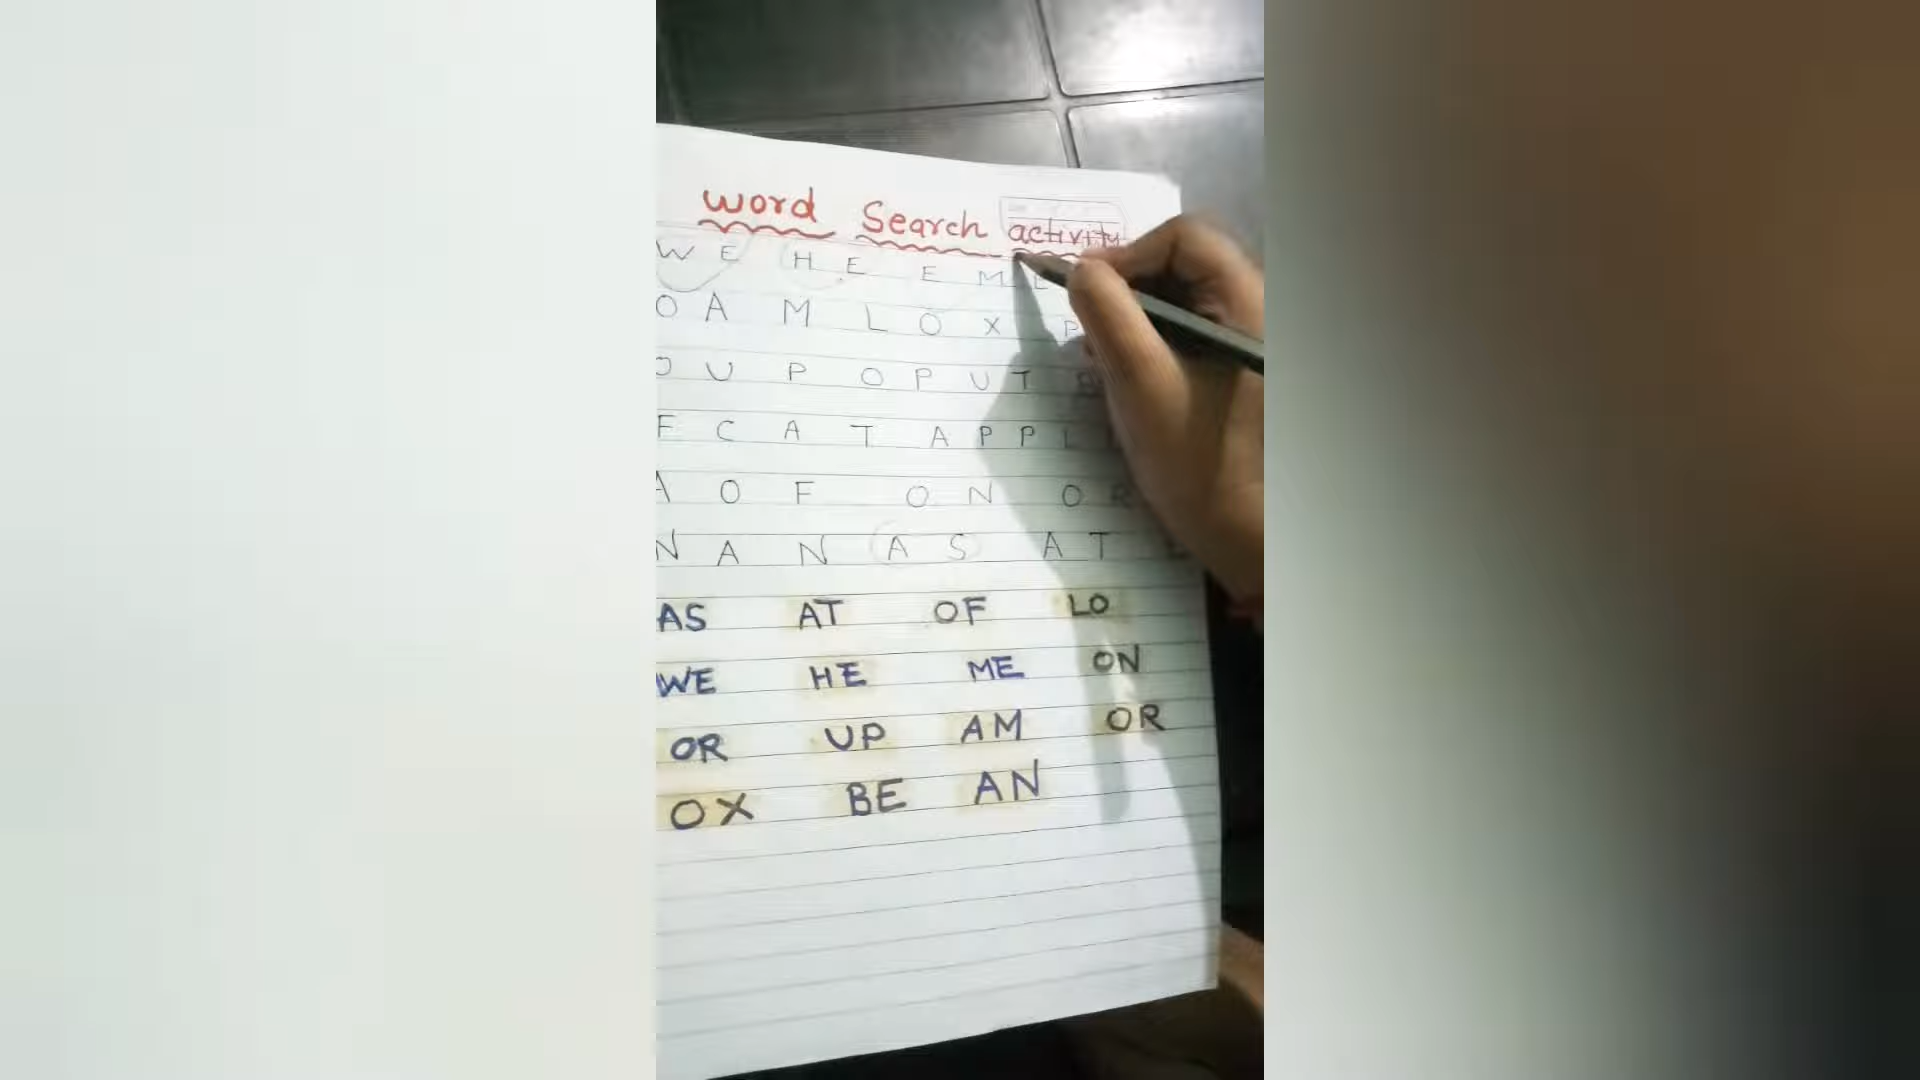 word Search activity
W E H E E M L
O A M L O X P
O U P O P U T
F C A T A P P L
A O F O N O R
N A N A S A T
AS AT OF LO
WE HE ME ON
OR UP AM OR
OX BE AN